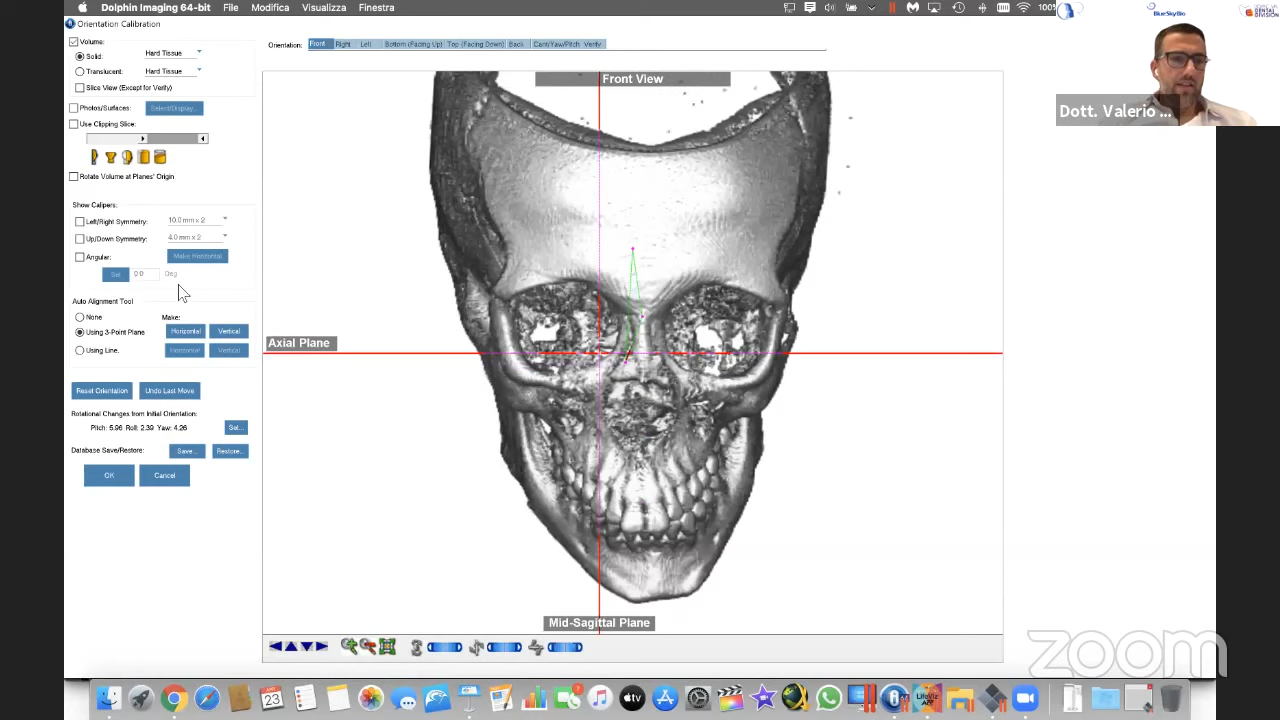 Dolphin Imaging 64-bit File Modifica Visualizza Finestra
100%
Orientation Calibration
BlueSkyBio
DENTAL
DIVISION
Volume:
Solid: Hard Tissue
Translucent: Hard Tissue
Slice View (Except for Verify)
Photos/Surfaces: Select/Display...
Use Clipping Slice:
Rotate Volume at Planes' Origin
Show Calipers:
Left/Right Symmetry: 10.0 mm x 2
Up/Down Symmetry: 4.0 mm x 2
Angular: Make Horizontal
Set 0.0 Deg
Auto Alignment Tool
None Make:
Using 3-Point Plane Horizontal Vertical
Using Line. Horizontal Vertical
Reset Orientation Undo Last Move
Rotational Changes from Initial Orientation:
Pitch: 5.96 Roll: 2.39 Yaw: 4.26 Set...
Database Save/Restore: Save... Restore...
OK Cancel
Orientation: Front Right Left Bottom (Facing Up) Top (Facing Down) Back Cant/Yaw/Pitch Verify
Front View
Axial Plane
Mid-Sagittal Plane
Dott. Valerio ...
zoom
23
tv